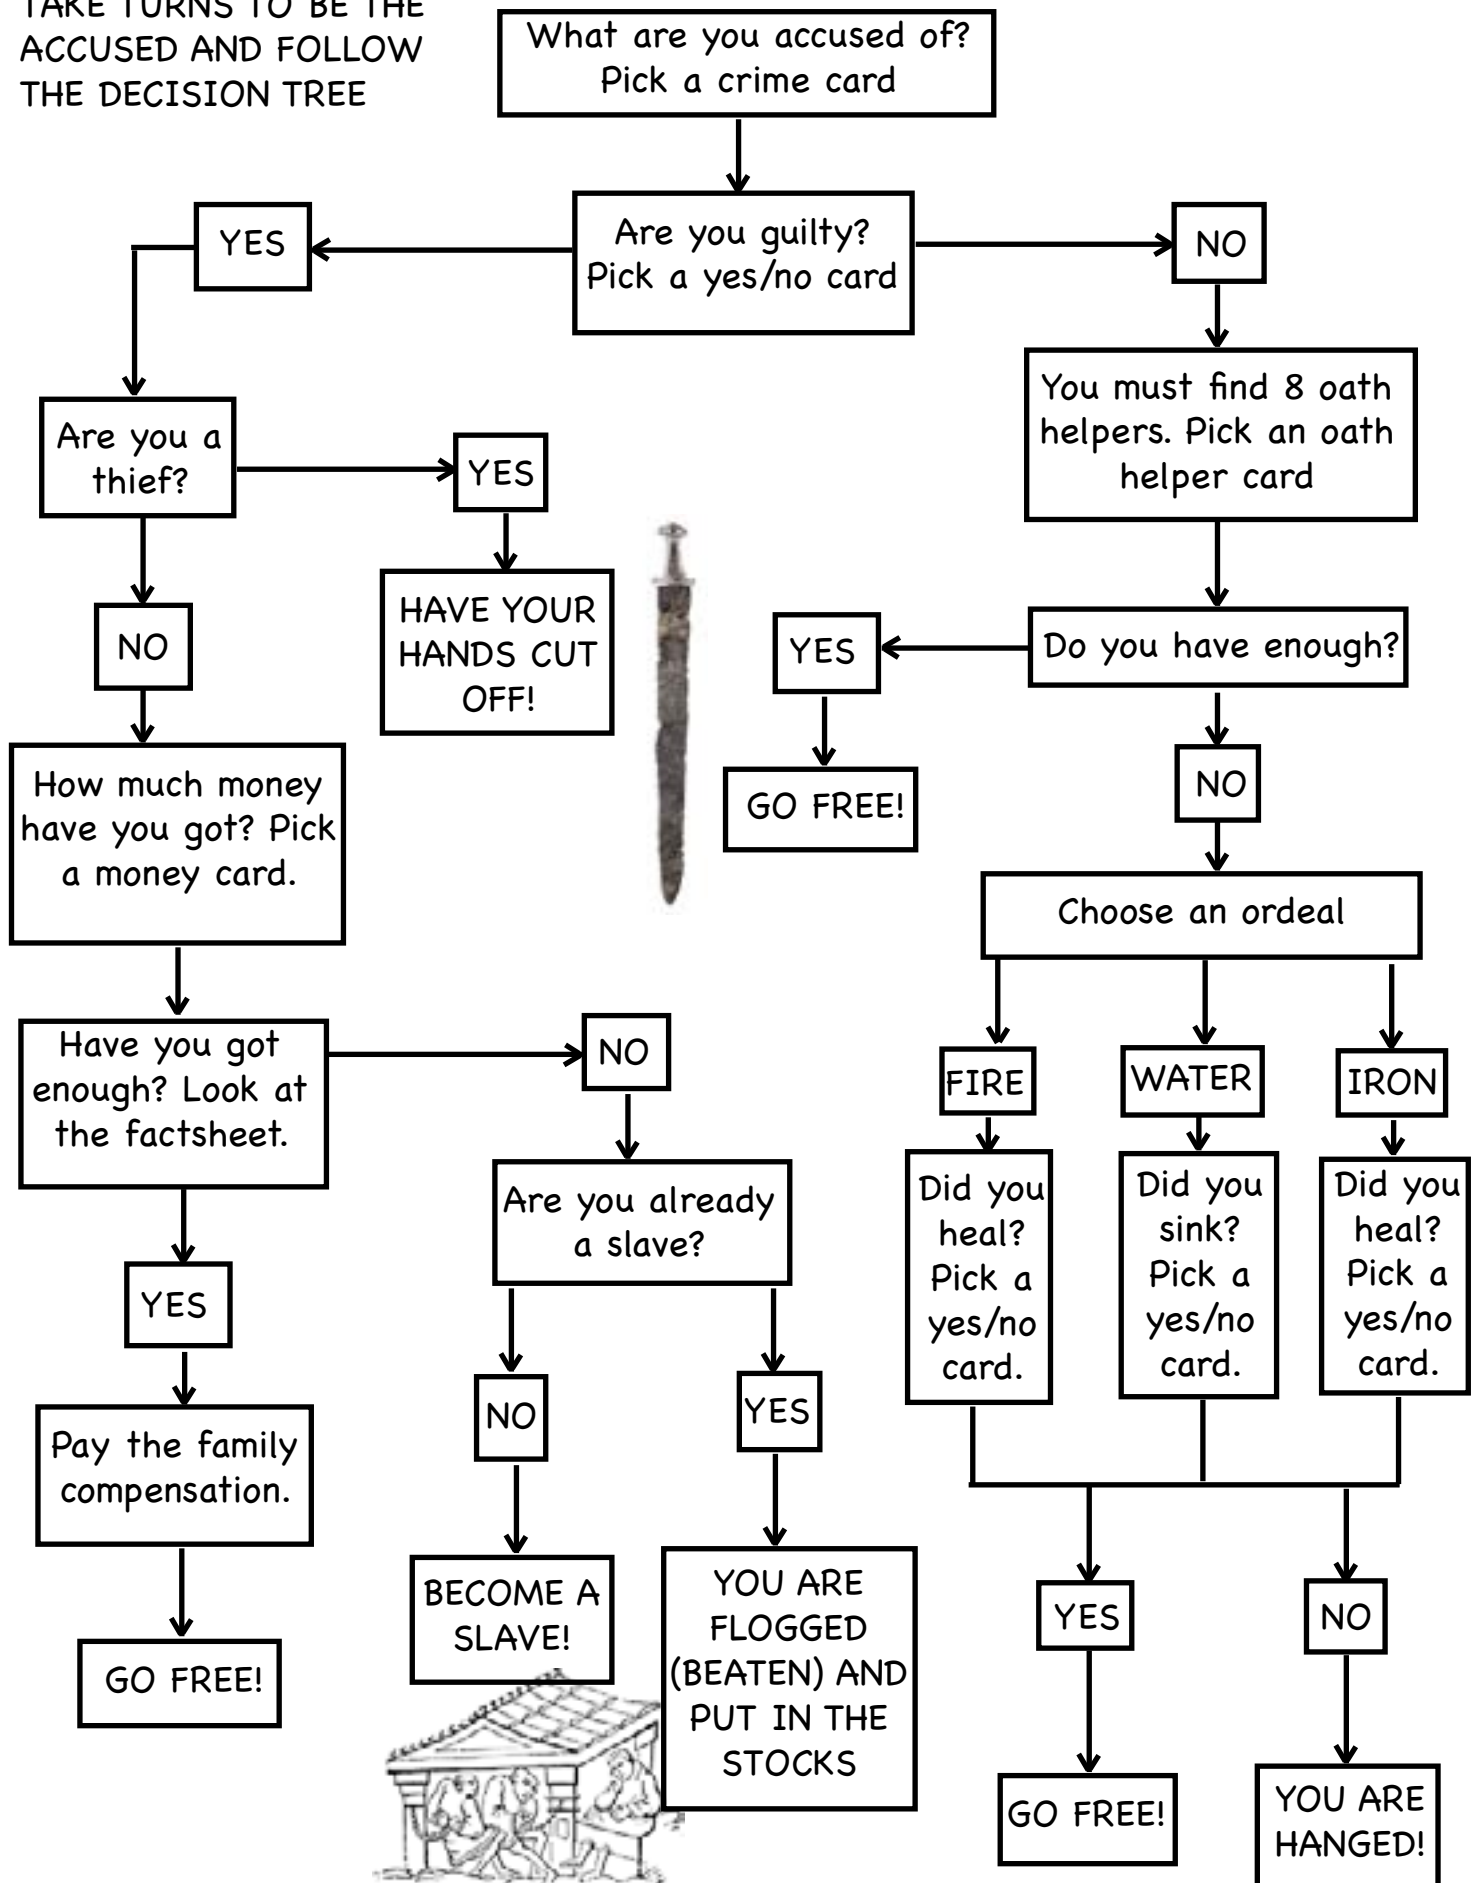 TAKE TURNS TO BE THE
ACCUSED AND FOLLOW
THE DECISION TREE
What are you accused of?
Pick a crime card
Are you guilty?
Pick a yes/no card
YES
NO
Are you a
thief?
YES
HAVE YOUR
HANDS CUT
OFF!
NO
How much money
have you got? Pick
a money card.
Have you got
enough? Look at
the factsheet.
YES
Pay the family
compensation.
GO FREE!
NO
Are you already
a slave?
NO
BECOME A
SLAVE!
YES
YOU ARE
FLOGGED
(BEATEN) AND
PUT IN THE
STOCKS
You must find 8 oath
helpers. Pick an oath
helper card
Do you have enough?
YES
GO FREE!
NO
Choose an ordeal
FIRE
Did you
heal?
Pick a
yes/no
card.
WATER
Did you
sink?
Pick a
yes/no
card.
IRON
Did you
heal?
Pick a
yes/no
card.
YES
GO FREE!
NO
YOU ARE
HANGED!